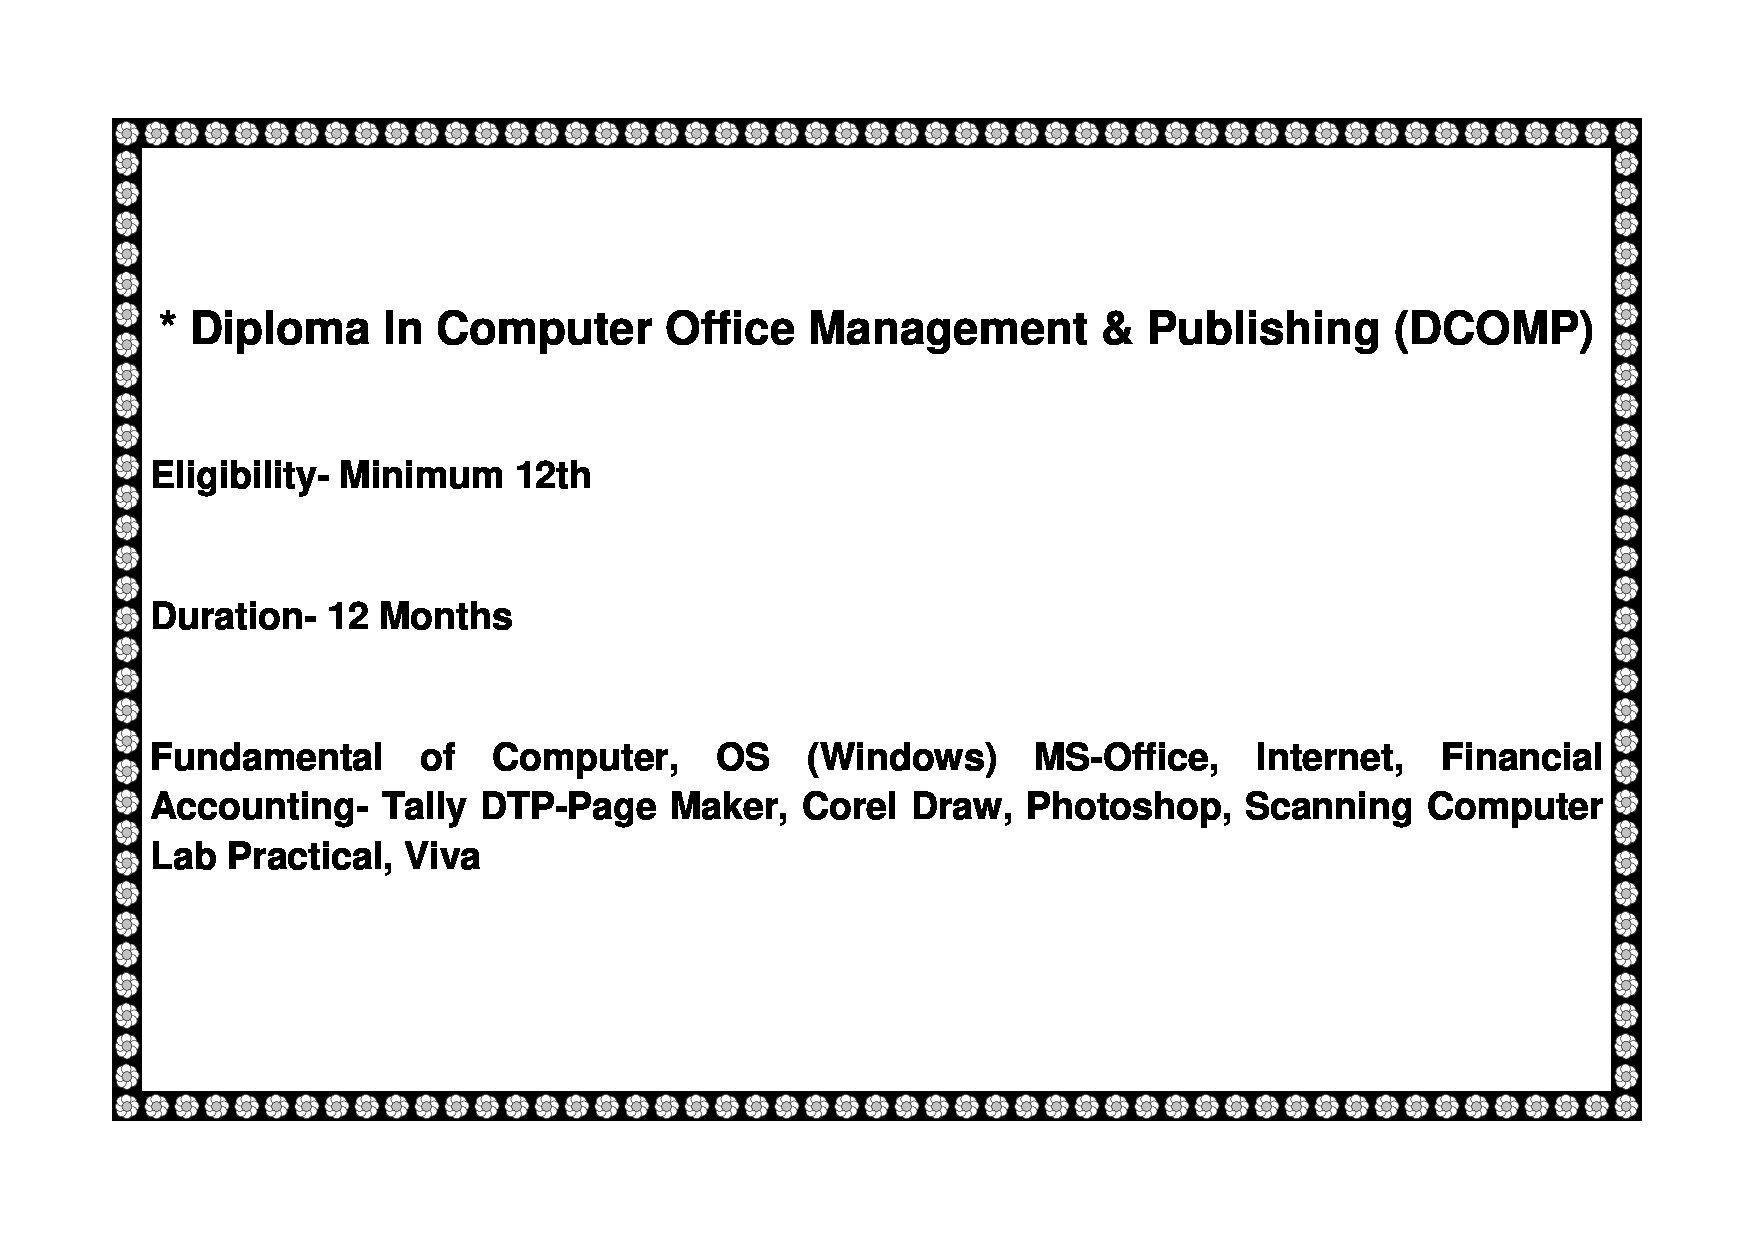 * Diploma In Computer Office Management & Publishing (DCOMP)
Eligibility- Minimum 12th
Duration- 12 Months
Fundamental of Computer, OS (Windows) MS-Office, Internet, Financial
Accounting- Tally DTP-Page Maker, Corel Draw, Photoshop, Scanning Computer
Lab Practical, Viva